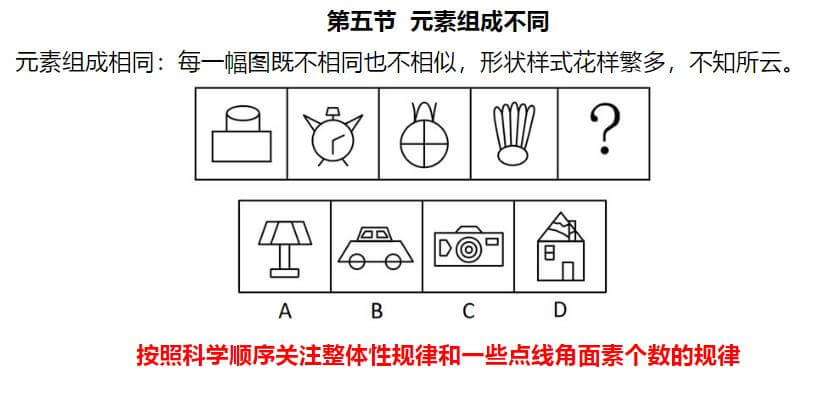 第五节 元素组成不同
元素组成相同：每一幅图既不相同也不相似，形状样式花样繁多，不知所云。
?
A B C D
按照科学顺序关注整体性规律和一些点线角面素个数的规律